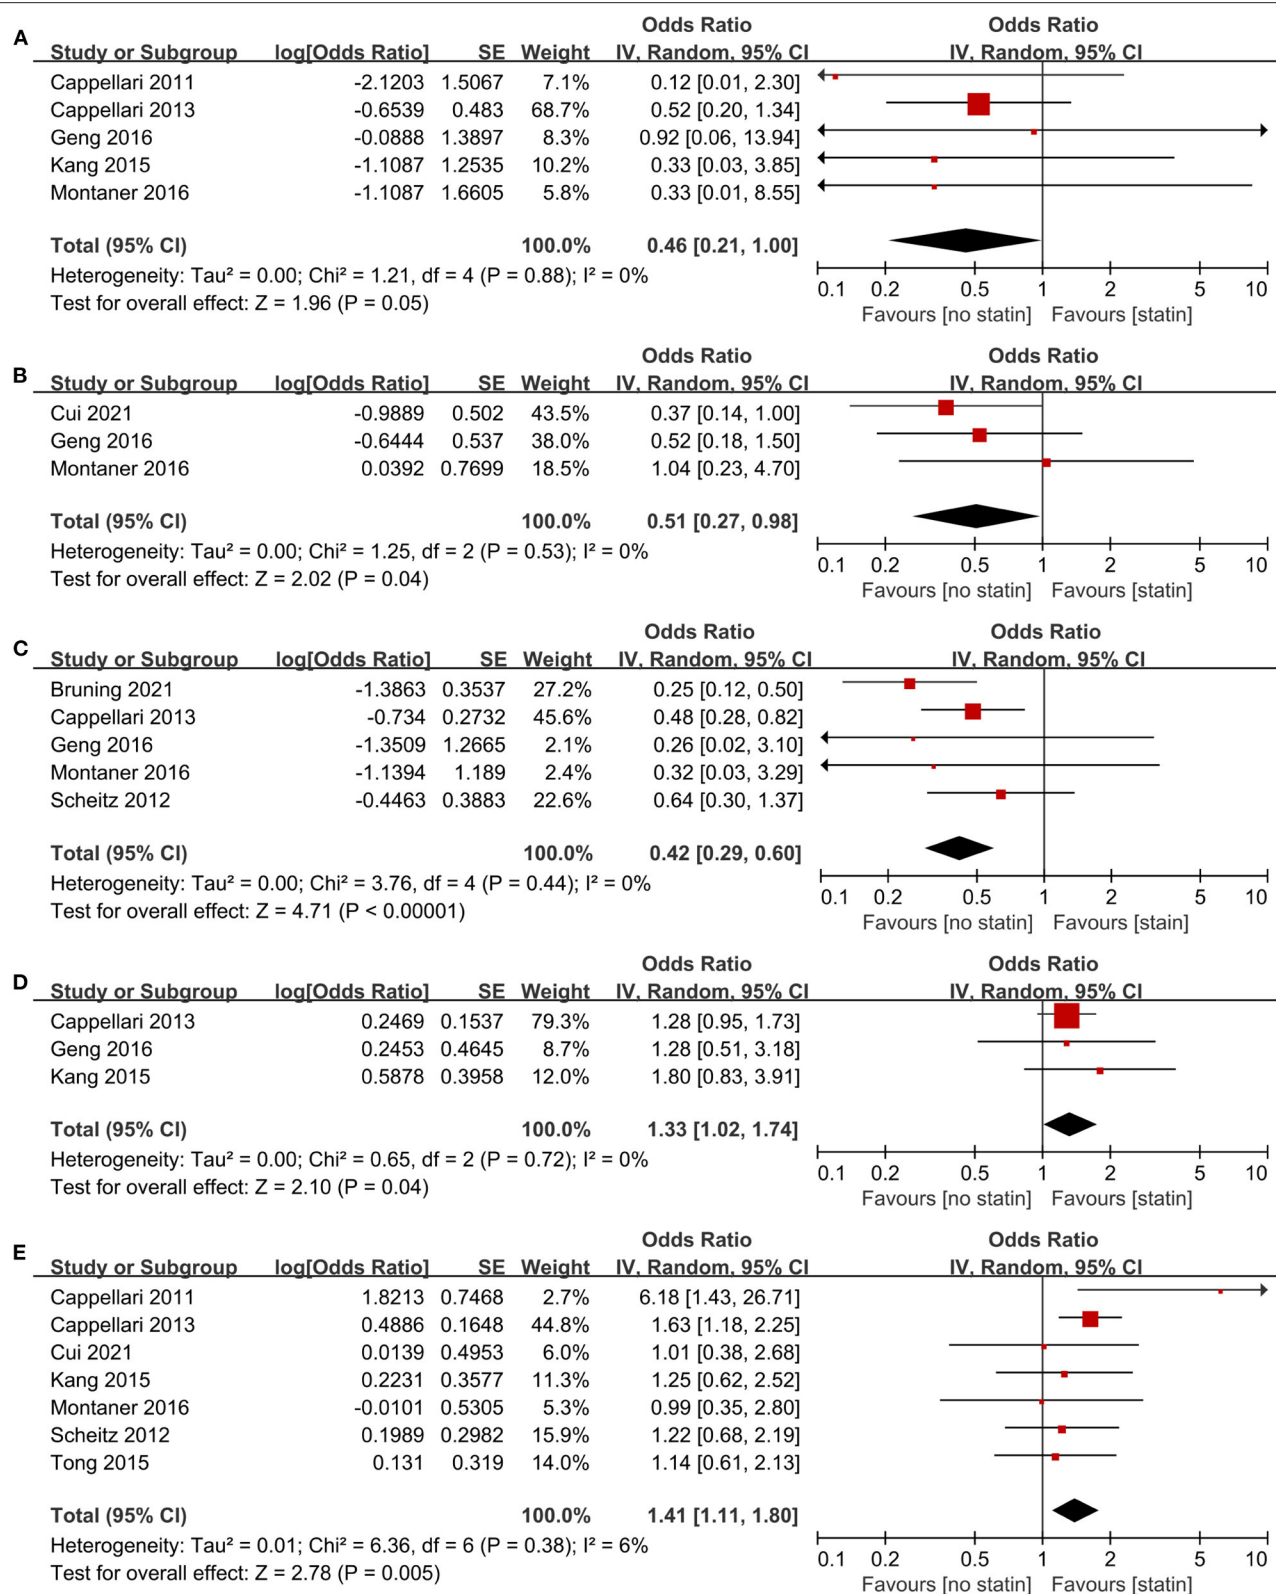 A
Odds Ratio Odds Ratio
Study or Subgroup log[Odds Ratio] SE Weight IV, Random, 95% CI IV, Random, 95% CI
Cappellari 2011 -2.1203 1.5067 7.1% 0.12 [0.01, 2.30]
Cappellari 2013 -0.6539 0.483 68.7% 0.52 [0.20, 1.34]
Geng 2016 -0.0888 1.3897 8.3% 0.92 [0.06, 13.94]
Kang 2015 -1.1087 1.2535 10.2% 0.33 [0.03, 3.85]
Montaner 2016 -1.1087 1.6605 5.8% 0.33 [0.01, 8.55]
Total (95% CI) 100.0% 0.46 [0.21, 1.00]
Heterogeneity: Tau² = 0.00; Chi² = 1.21, df = 4 (P = 0.88); I² = 0%
Test for overall effect: Z = 1.96 (P = 0.05)
0.1 0.2 0.5 1 2 5 10
Favours [no statin] Favours [statin]
B
Odds Ratio Odds Ratio
Study or Subgroup log[Odds Ratio] SE Weight IV, Random, 95% CI IV, Random, 95% CI
Cui 2021 -0.9889 0.502 43.5% 0.37 [0.14, 1.00]
Geng 2016 -0.6444 0.537 38.0% 0.52 [0.18, 1.50]
Montaner 2016 0.0392 0.7699 18.5% 1.04 [0.23, 4.70]
Total (95% CI) 100.0% 0.51 [0.27, 0.98]
Heterogeneity: Tau² = 0.00; Chi² = 1.25, df = 2 (P = 0.53); I² = 0%
Test for overall effect: Z = 2.02 (P = 0.04)
0.1 0.2 0.5 1 2 5 10
Favours [no statin] Favours [statin]
C
Odds Ratio Odds Ratio
Study or Subgroup log[Odds Ratio] SE Weight IV, Random, 95% CI IV, Random, 95% CI
Bruning 2021 -1.3863 0.3537 27.2% 0.25 [0.12, 0.50]
Cappellari 2013 -0.734 0.2732 45.6% 0.48 [0.28, 0.82]
Geng 2016 -1.3509 1.2665 2.1% 0.26 [0.02, 3.10]
Montaner 2016 -1.1394 1.189 2.4% 0.32 [0.03, 3.29]
Scheitz 2012 -0.4463 0.3883 22.6% 0.64 [0.30, 1.37]
Total (95% CI) 100.0% 0.42 [0.29, 0.60]
Heterogeneity: Tau² = 0.00; Chi² = 3.76, df = 4 (P = 0.44); I² = 0%
Test for overall effect: Z = 4.71 (P < 0.00001)
0.1 0.2 0.5 1 2 5 10
Favours [no statin] Favours [stain]
D
Odds Ratio Odds Ratio
Study or Subgroup log[Odds Ratio] SE Weight IV, Random, 95% CI IV, Random, 95% CI
Cappellari 2013 0.2469 0.1537 79.3% 1.28 [0.95, 1.73]
Geng 2016 0.2453 0.4645 8.7% 1.28 [0.51, 3.18]
Kang 2015 0.5878 0.3958 12.0% 1.80 [0.83, 3.91]
Total (95% CI) 100.0% 1.33 [1.02, 1.74]
Heterogeneity: Tau² = 0.00; Chi² = 0.65, df = 2 (P = 0.72); I² = 0%
Test for overall effect: Z = 2.10 (P = 0.04)
0.1 0.2 0.5 1 2 5 10
Favours [no statin] Favours [statin]
E
Odds Ratio Odds Ratio
Study or Subgroup log[Odds Ratio] SE Weight IV, Random, 95% CI IV, Random, 95% CI
Cappellari 2011 1.8213 0.7468 2.7% 6.18 [1.43, 26.71]
Cappellari 2013 0.4886 0.1648 44.8% 1.63 [1.18, 2.25]
Cui 2021 0.0139 0.4953 6.0% 1.01 [0.38, 2.68]
Kang 2015 0.2231 0.3577 11.3% 1.25 [0.62, 2.52]
Montaner 2016 -0.0101 0.5305 5.3% 0.99 [0.35, 2.80]
Scheitz 2012 0.1989 0.2982 15.9% 1.22 [0.68, 2.19]
Tong 2015 0.131 0.319 14.0% 1.14 [0.61, 2.13]
Total (95% CI) 100.0% 1.41 [1.11, 1.80]
Heterogeneity: Tau² = 0.01; Chi² = 6.36, df = 6 (P = 0.38); I² = 6%
Test for overall effect: Z = 2.78 (P = 0.005)
0.1 0.2 0.5 1 2 5 10
Favours [no statin] Favours [statin]